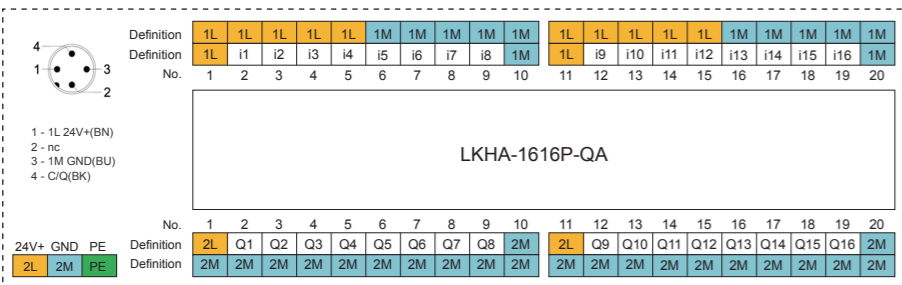 4
1 3
2
1 - 1L 24V+(BN)
2 - nc
3 - 1M GND(BU)
4 - C/Q(BK)
Definition 1L 1L 1L 1L 1L 1M 1M 1M 1M 1M 1L 1L 1L 1L 1L 1M 1M 1M 1M 1M
Definition 1L i1 i2 i3 i4 i5 i6 i7 i8 1M 1L i9 i10 i11 i12 i13 i14 i15 i16 1M
No. 1 2 3 4 5 6 7 8 9 10 11 12 13 14 15 16 17 18 19 20
LKHA-1616P-QA
No. 1 2 3 4 5 6 7 8 9 10 11 12 13 14 15 16 17 18 19 20
Definition 2L Q1 Q2 Q3 Q4 Q5 Q6 Q7 Q8 2M 2L Q9 Q10 Q11 Q12 Q13 Q14 Q15 Q16 2M
Definition 2M 2M 2M 2M 2M 2M 2M 2M 2M 2M 2M 2M 2M 2M 2M 2M 2M 2M 2M 2M
24V+ GND PE
2L 2M PE